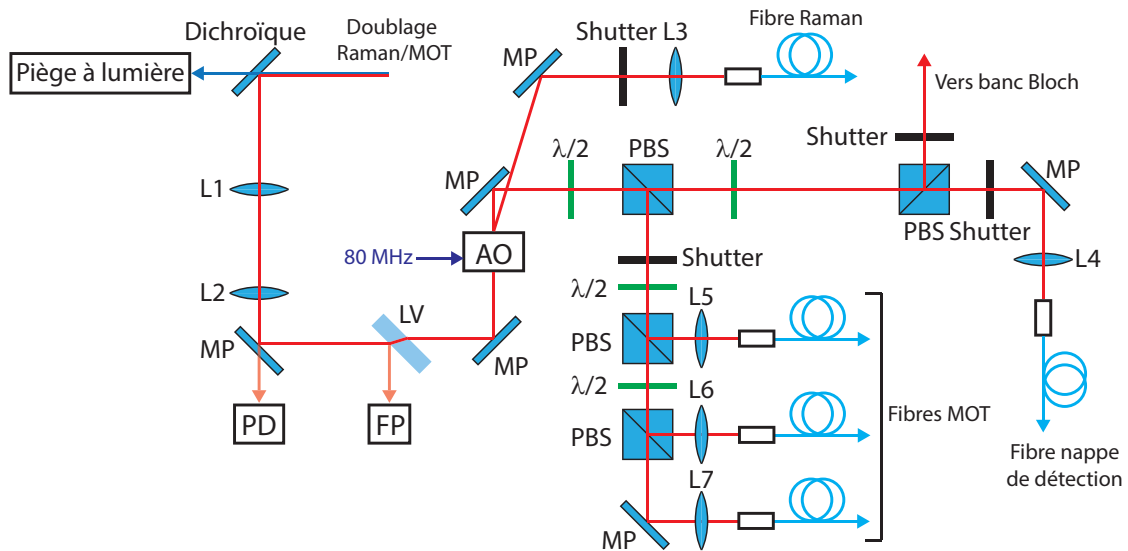 Dichroïque
Doublage
Raman/MOT
Piège à lumière
MP
Shutter
L3
Fibre Raman
Vers banc Bloch
Shutter
λ/2
PBS
λ/2
L1
MP
MP
PBS
Shutter
80 MHz
AO
Shutter
L4
L2
λ/2
L5
LV
MP
MP
PBS
λ/2
L6
PD
FP
PBS
Fibres MOT
Fibre nappe
de détection
L7
MP